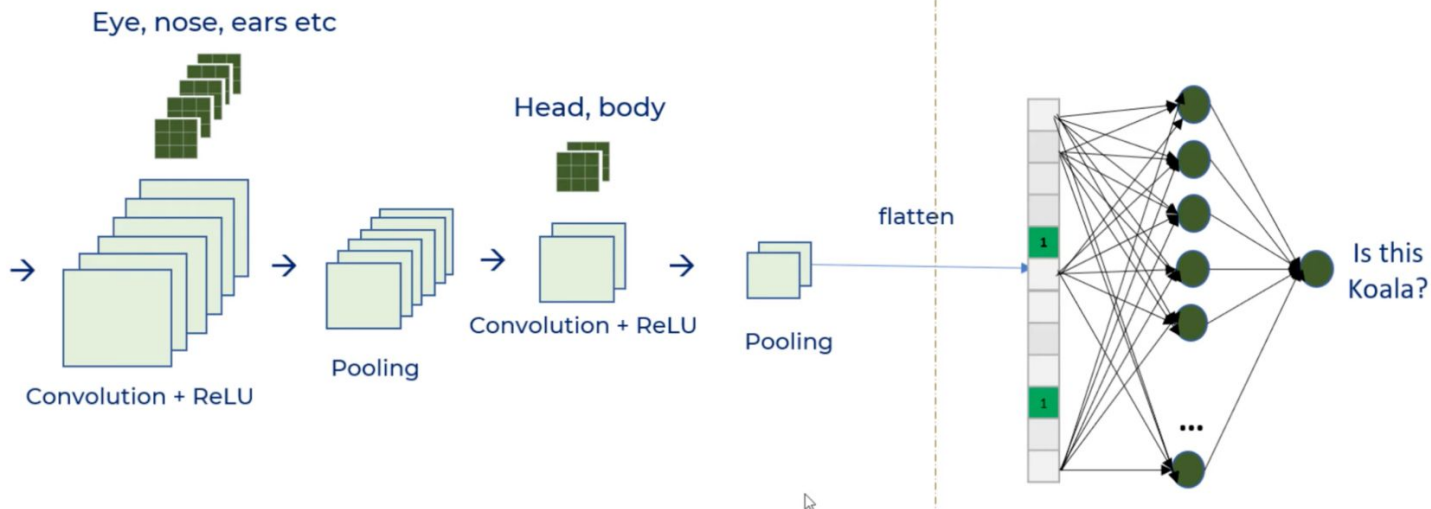 Eye, nose, ears etc
Head, body
Convolution + ReLU
Pooling
Convolution + ReLU
Pooling
flatten
1
1
...
Is this
Koala?